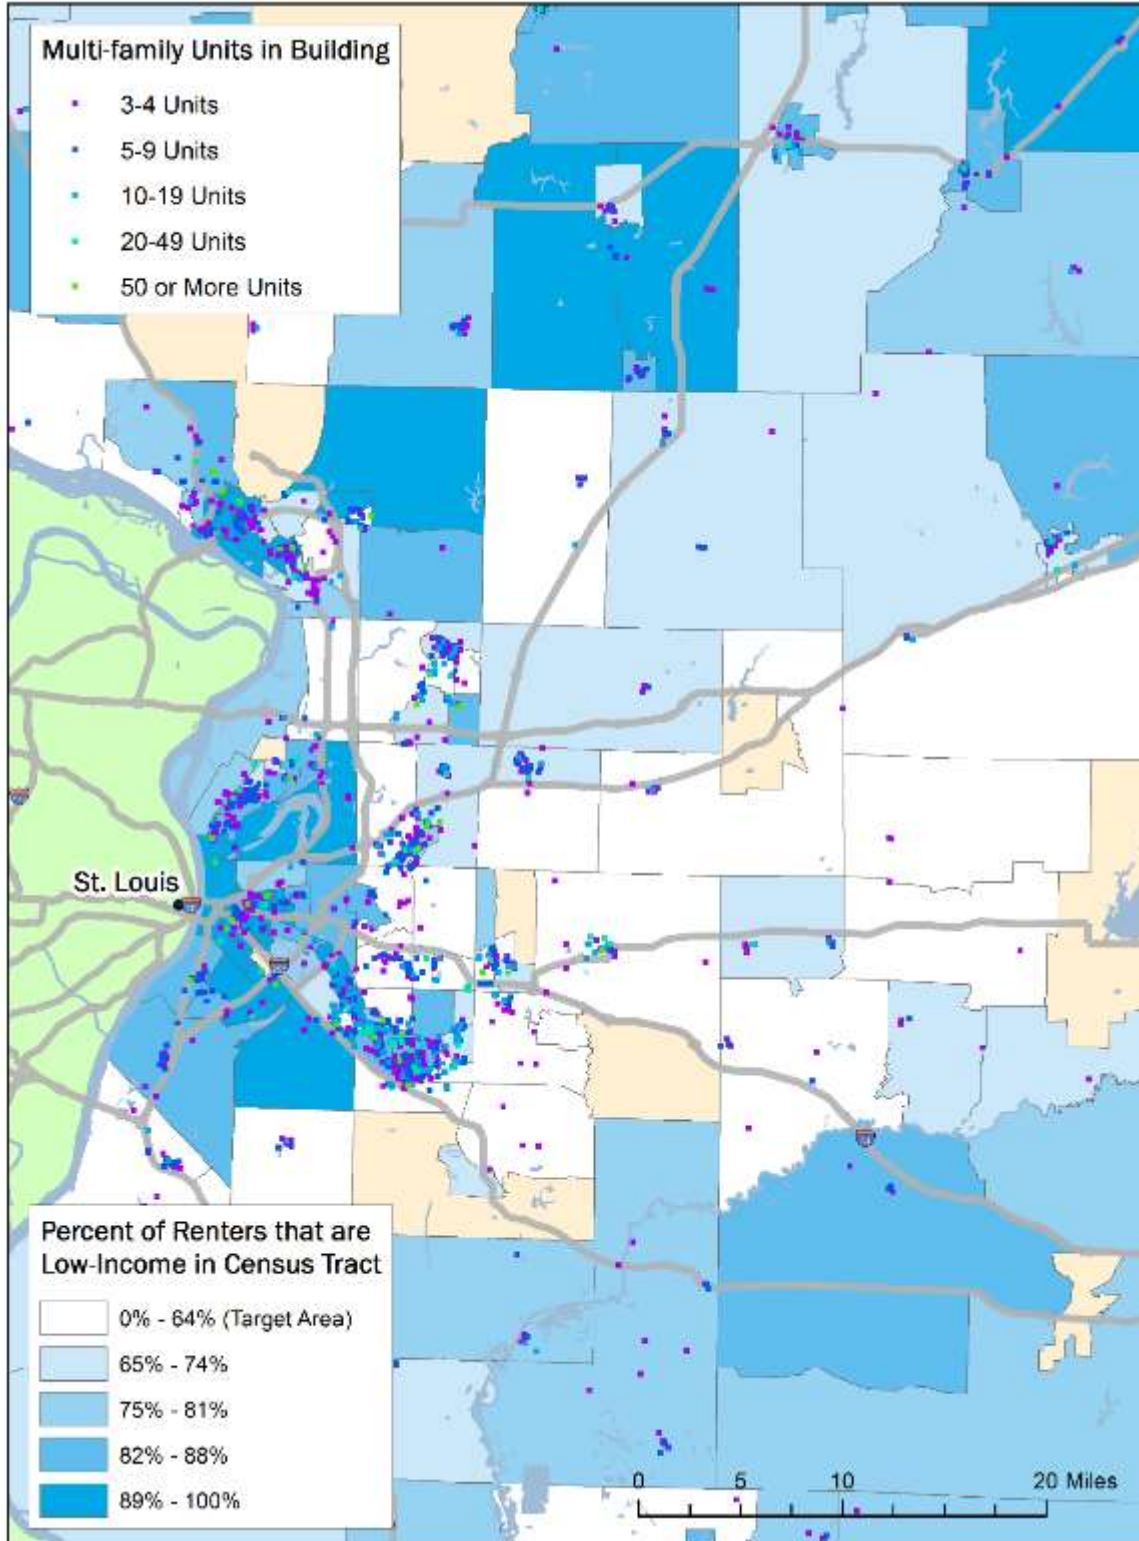 Multi-family Units in Building
3-4 Units
5-9 Units
10-19 Units
20-49 Units
50 or More Units
St. Louis
Percent of Renters that are
Low-Income in Census Tract
0% - 64% (Target Area)
65% - 74%
75% - 81%
82% - 88%
89% - 100%
0 5 10 20 Miles